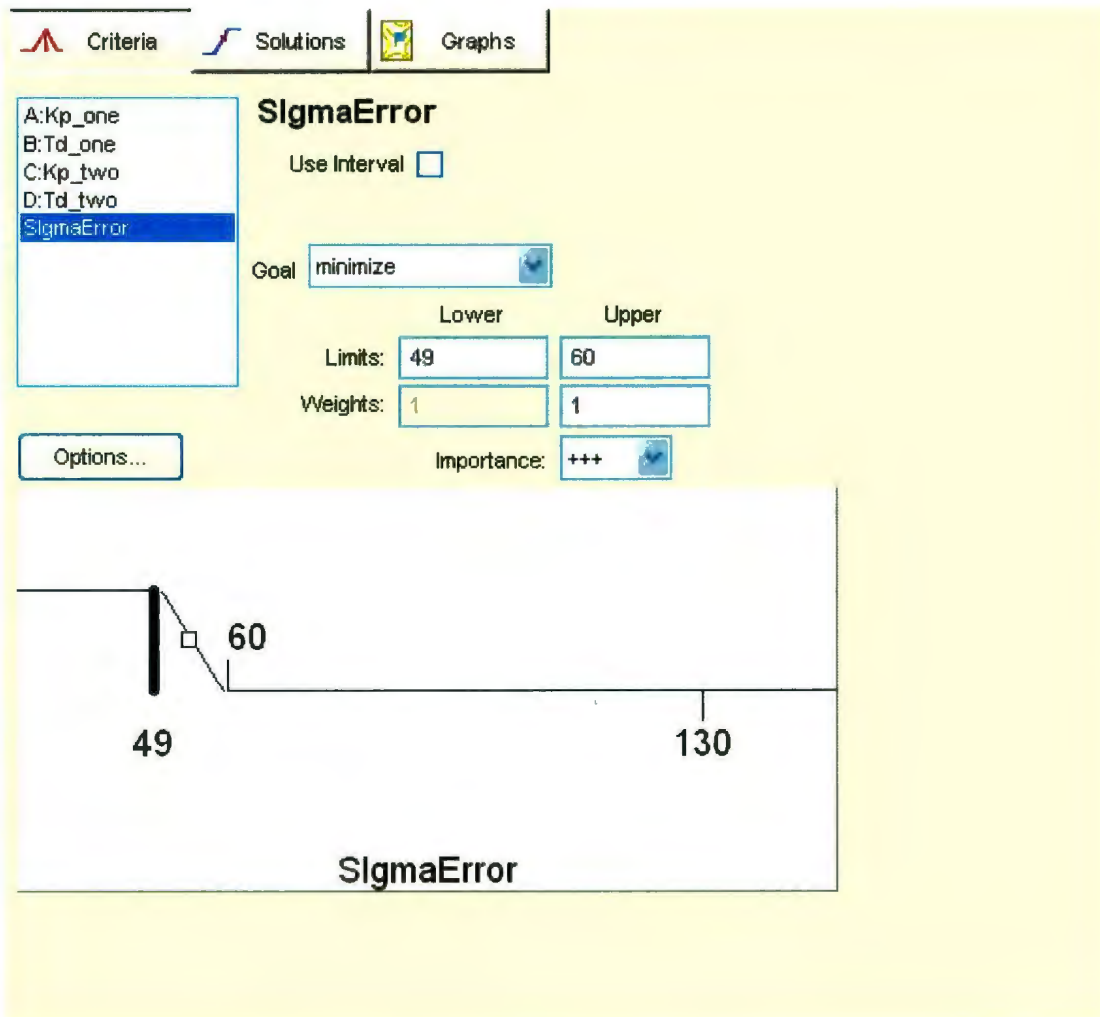 Criteria Solutions Graphs
A:Kp_one
B:Td_one
C:Kp_two
D:Td_two
SIgmaError
SIgmaError
Use Interval
Goal minimize
Lower Upper
Limits: 49 60
Weights: 1 1
Options... Importance: +++
60
49 130
SIgmaError